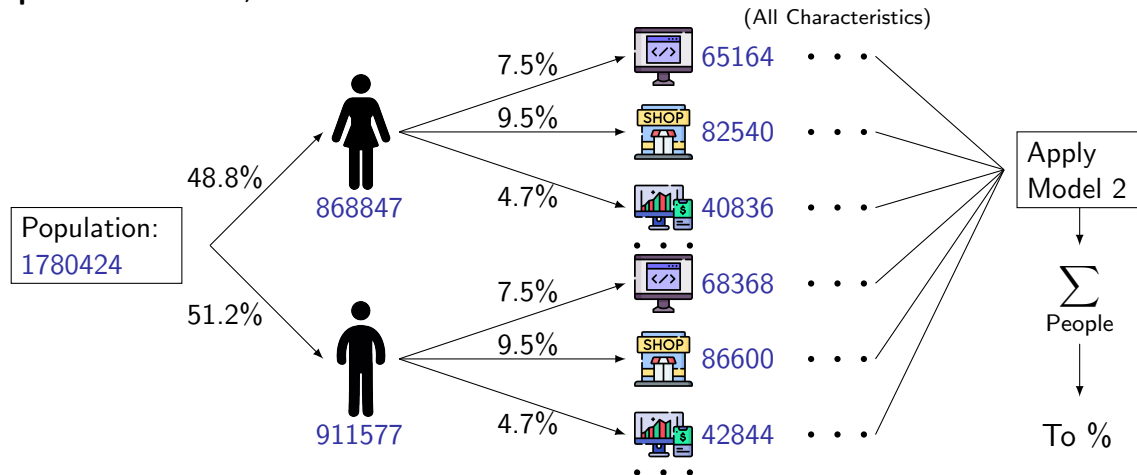 (All Characteristics)
7.5%
65164
SHOP
9.5%
82540
48.8%
4.7%
868847
40836
Apply
Model 2
Population:
1780424
7.5%
68368
∑
People
51.2%
SHOP
9.5%
86600
4.7%
911577
42844
To %